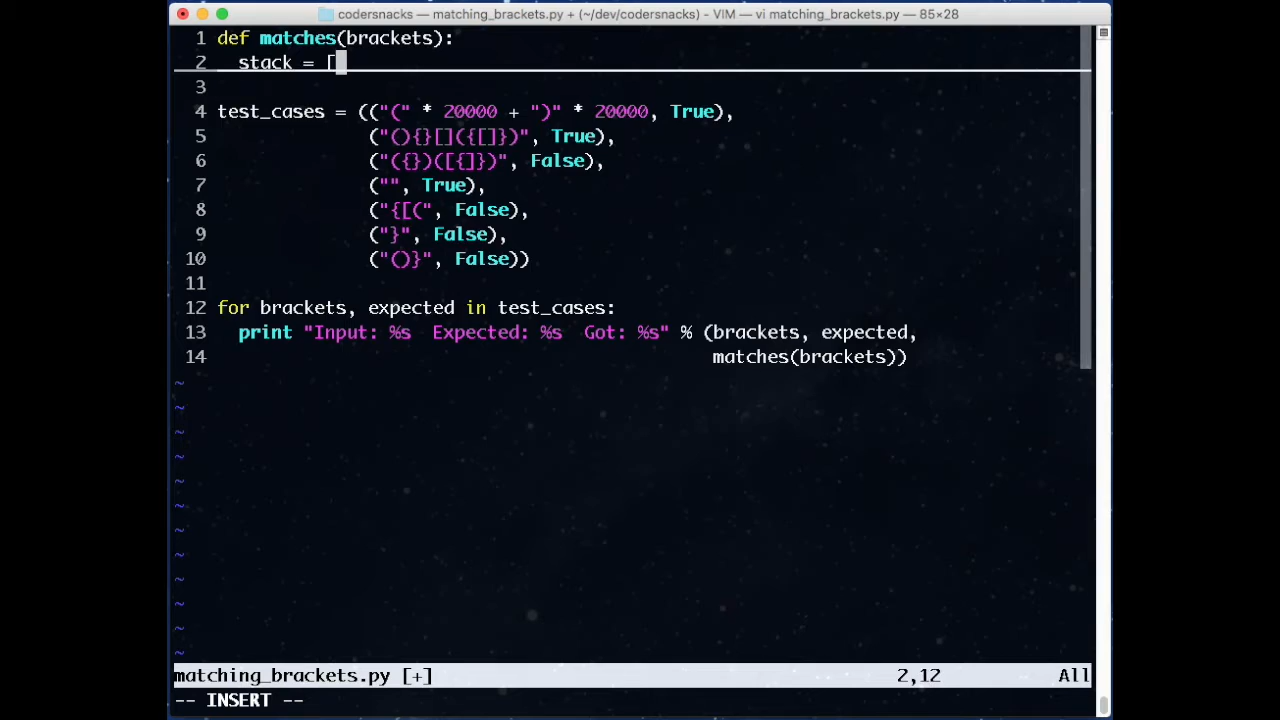 codersnacks — matching_brackets.py + (~/dev/codersnacks) - VIM — vi matching_brackets.py — 85×28
1 def matches(brackets):
2   stack = [
3
4 test_cases = (("(" * 20000 + ")" * 20000, True),
5               ("(){}[]({[]})", True),
6               ("({})([{]})", False),
7               ("", True),
8               ("{[(", False),
9               ("}", False),
10               ("()}", False))
11
12 for brackets, expected in test_cases:
13   print "Input: %s  Expected: %s  Got: %s" % (brackets, expected,
14                                              matches(brackets))
~
~
~
~
~
~
~
~
~
~
~
~
matching_brackets.py [+] 2,12 All
-- INSERT --